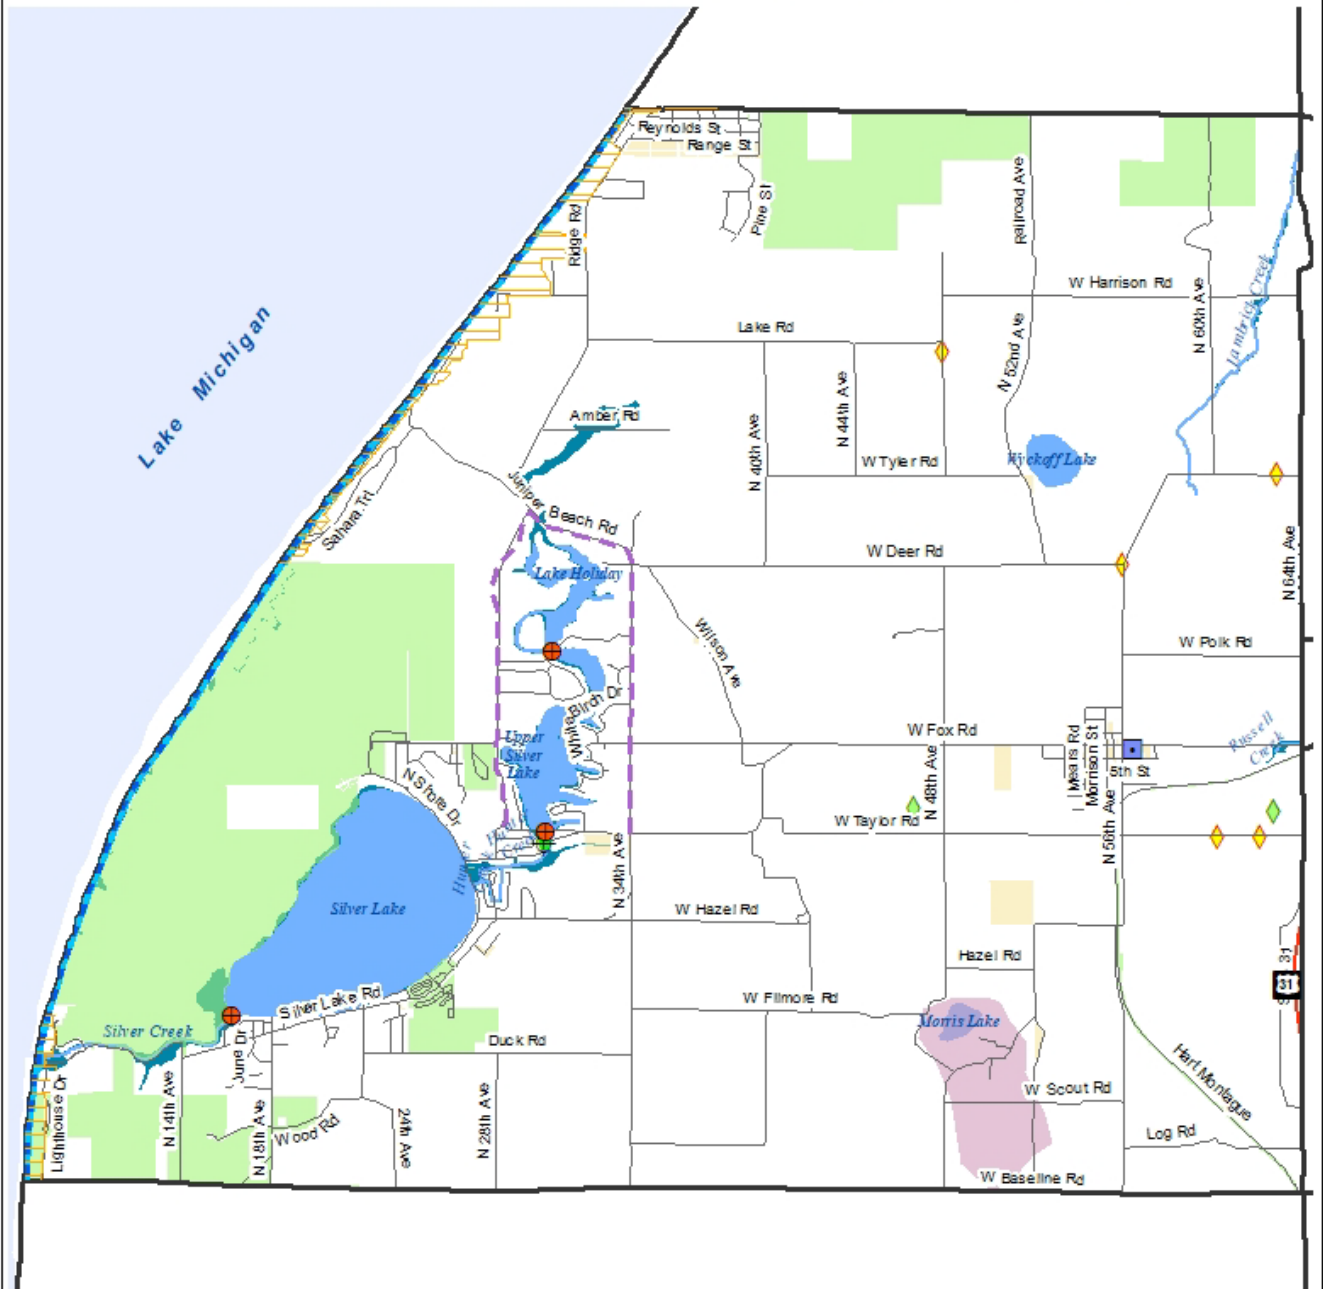 Reynolds St
Range St
Pine St
Railroad Ave
Ridge Rd
W Harrison Rd
N 60th Ave
Lambrick Creek
Lake Michigan
Lake Rd
N 52nd Ave
N 44th Ave
N 40th Ave
Amber Rd
W Tyler Rd
Wyckoff Lake
Juniper Beach Rd
Sahara Trl
W Deer Rd
N 64th Ave
Lake Holiday
Wilson Ave
W Polk Rd
Birch Dr
White
Upper
Silver
Lake
W Fox Rd
Russell
Creek
Mears Rd
Morrison St
5th St
N Shore Dr
N 48th Ave
W Taylor Rd
N 56th Ave
N 34th Ave
Silver Lake
W Hazel Rd
Hazel Rd
31
31
W Filmore Rd
Silver Lake Rd
Morris Lake
Silver Creek
Duck Rd
June Dr
Hart Montague
W Scout Rd
Lighthouse Dr
N 14th Ave
N 18th Ave
Wood Rd
24th Ave
N 28th Ave
Log Rd
W Baseline Rd